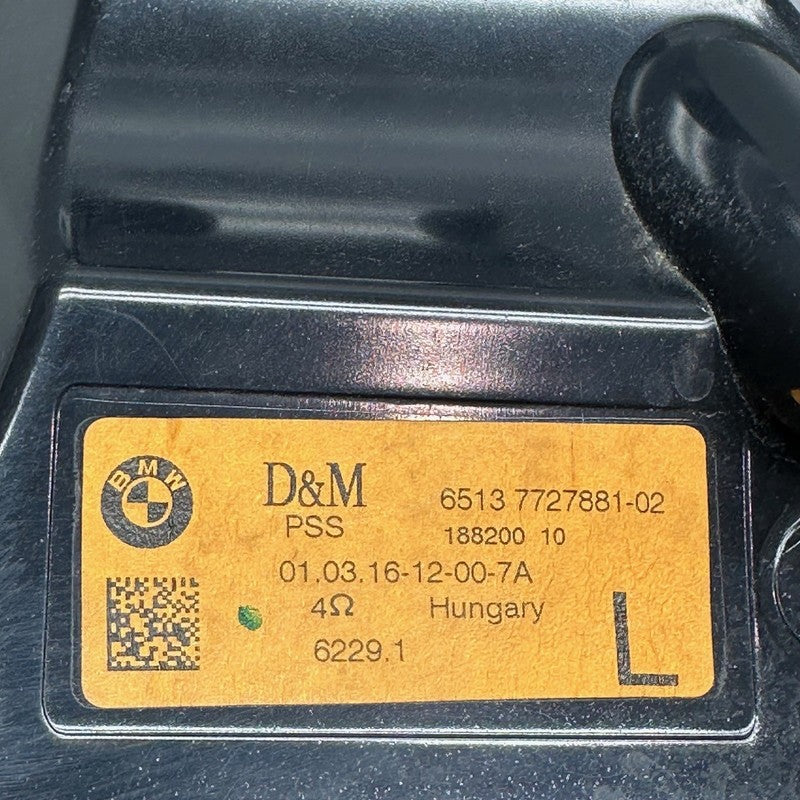 BMW
D&M 6513 7727881-02
PSS 188200 10
01.03.16-12-00-7A
4Ω Hungary
6229.1
L